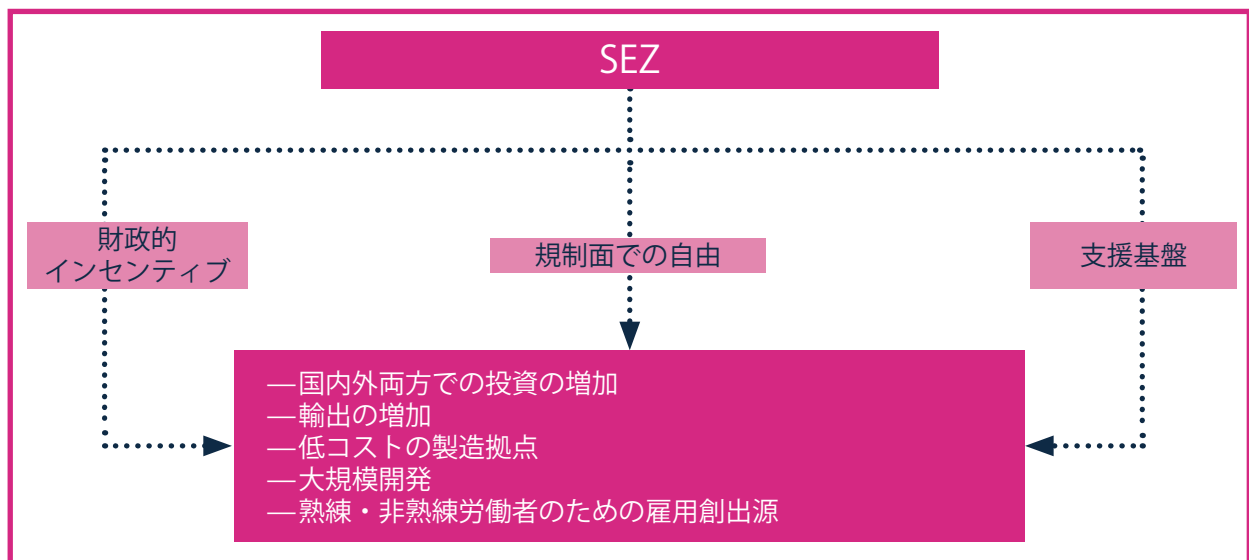 SEZ
財政的
インセンティブ
規制面での自由
支援基盤
—国内外両方での投資の増加
—輸出の増加
—低コストの製造拠点
—大規模開発
—熟練・非熟練労働者のための雇用創出源